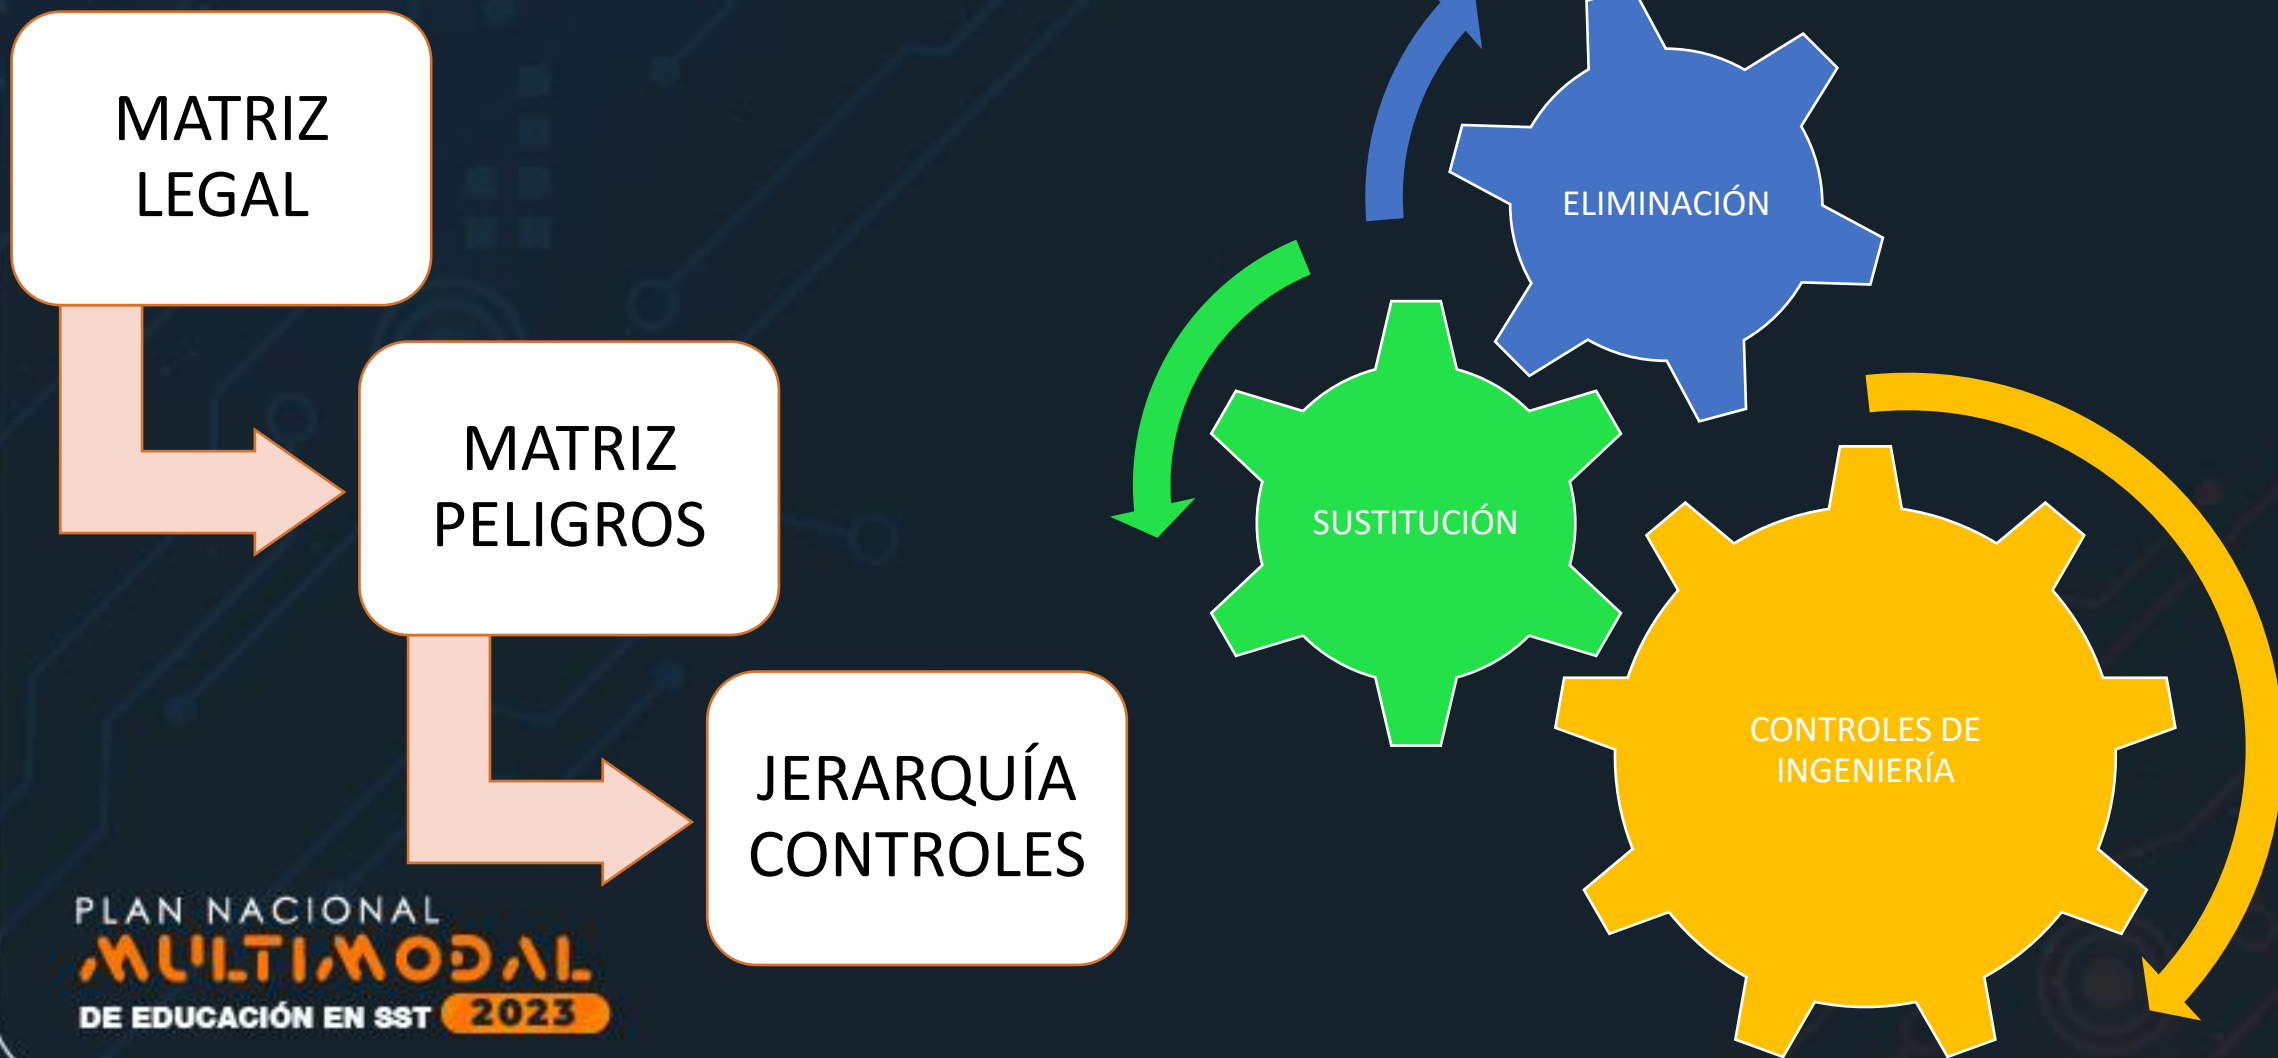 MATRIZ
LEGAL
MATRIZ
PELIGROS
JERARQUÍA
CONTROLES
PLAN NACIONAL
MULTIMODAL
DE EDUCACIÓN EN SST 2023
ELIMINACIÓN
SUSTITUCIÓN
CONTROLES DE
INGENIERÍA